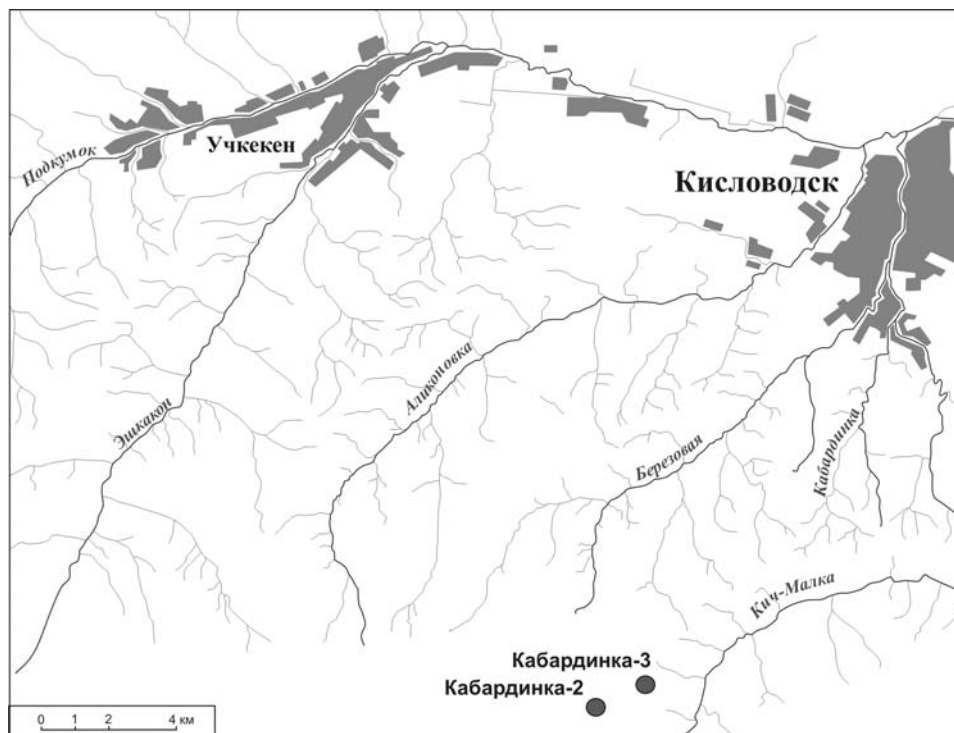 Учкекен
Подкумок
Кисловодск
Эшкакон
Аликоновка
Березовая
Кабардинка
Кич-Малка
Кабардинка-3
Кабардинка-2
0 1 2 4 км